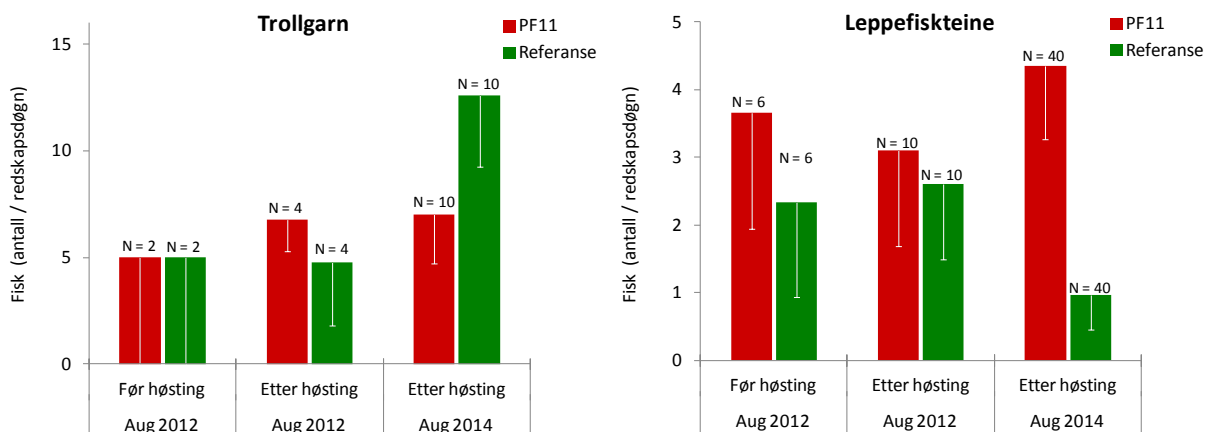 Trollgarn
PF11
Referanse
Fisk (antall / redskapsdøgn)
15
10
5
0
N = 2
N = 2
N = 4
N = 4
N = 10
N = 10
Før høsting
Etter høsting
Etter høsting
Aug 2012
Aug 2012
Aug 2014
Leppefiskteine
PF11
Referanse
Fisk (antall / redskapsdøgn)
5
4
3
2
1
0
N = 6
N = 6
N = 10
N = 10
N = 40
N = 40
Før høsting
Etter høsting
Etter høsting
Aug 2012
Aug 2012
Aug 2014